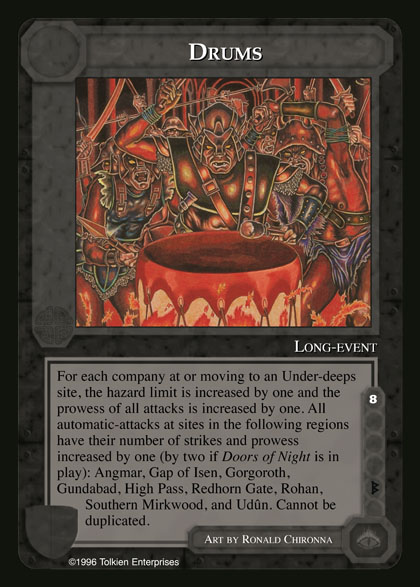 Drums
Long-event
For each company at or moving to an Under-deeps
site, the hazard limit is increased by one and the
prowess of all attacks is increased by one. All
automatic-attacks at sites in the following regions
have their number of strikes and prowess
increased by one (by two if Doors of Night is in
play): Angmar, Gap of Isen, Gorgoroth,
Gundabad, High Pass, Redhorn Gate, Rohan,
Southern Mirkwood, and Udûn. Cannot be
duplicated.
8
Art by Ronald Chironna
©1996 Tolkien Enterprises